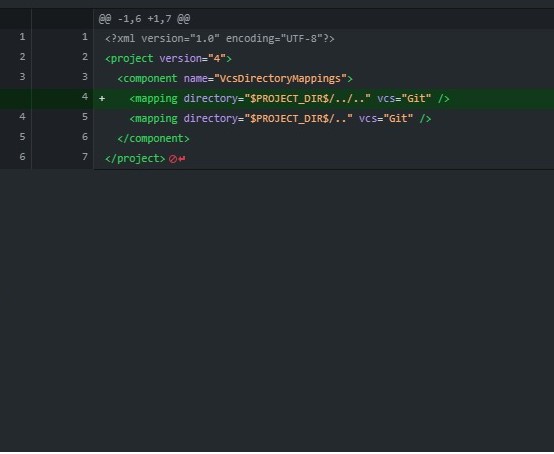 @@ -1,6 +1,7 @@
1 1 <?xml version="1.0" encoding="UTF-8"?>
2 2 <project version="4">
3 3 <component name="VcsDirectoryMappings">
4 + <mapping directory="$PROJECT_DIR$/../.." vcs="Git" />
4 5 <mapping directory="$PROJECT_DIR$/.." vcs="Git" />
5 6 </component>
6 7 </project>